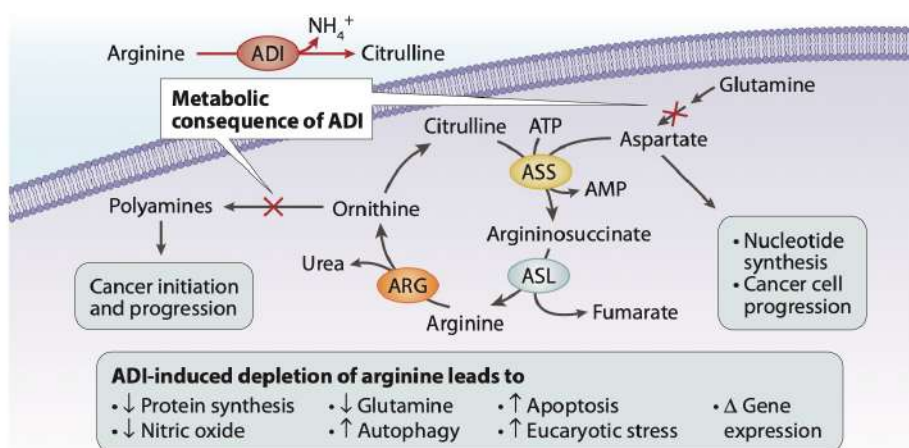 NH₄⁺
Arginine
ADI
Citrulline
Metabolic
consequence of ADI
Glutamine
Citrulline
ATP
Aspartate
ASS
AMP
Polyamines
Ornithine
Argininosuccinate
• Nucleotide
synthesis
• Cancer cell
progression
Urea
ARG
ASL
Cancer initiation
and progression
Arginine
Fumarate
ADI-induced depletion of arginine leads to
• ↓ Protein synthesis
• ↓ Glutamine
• ↑ Apoptosis
• Δ Gene
expression
• ↓ Nitric oxide
• ↑ Autophagy
• ↑ Eucaryotic stress